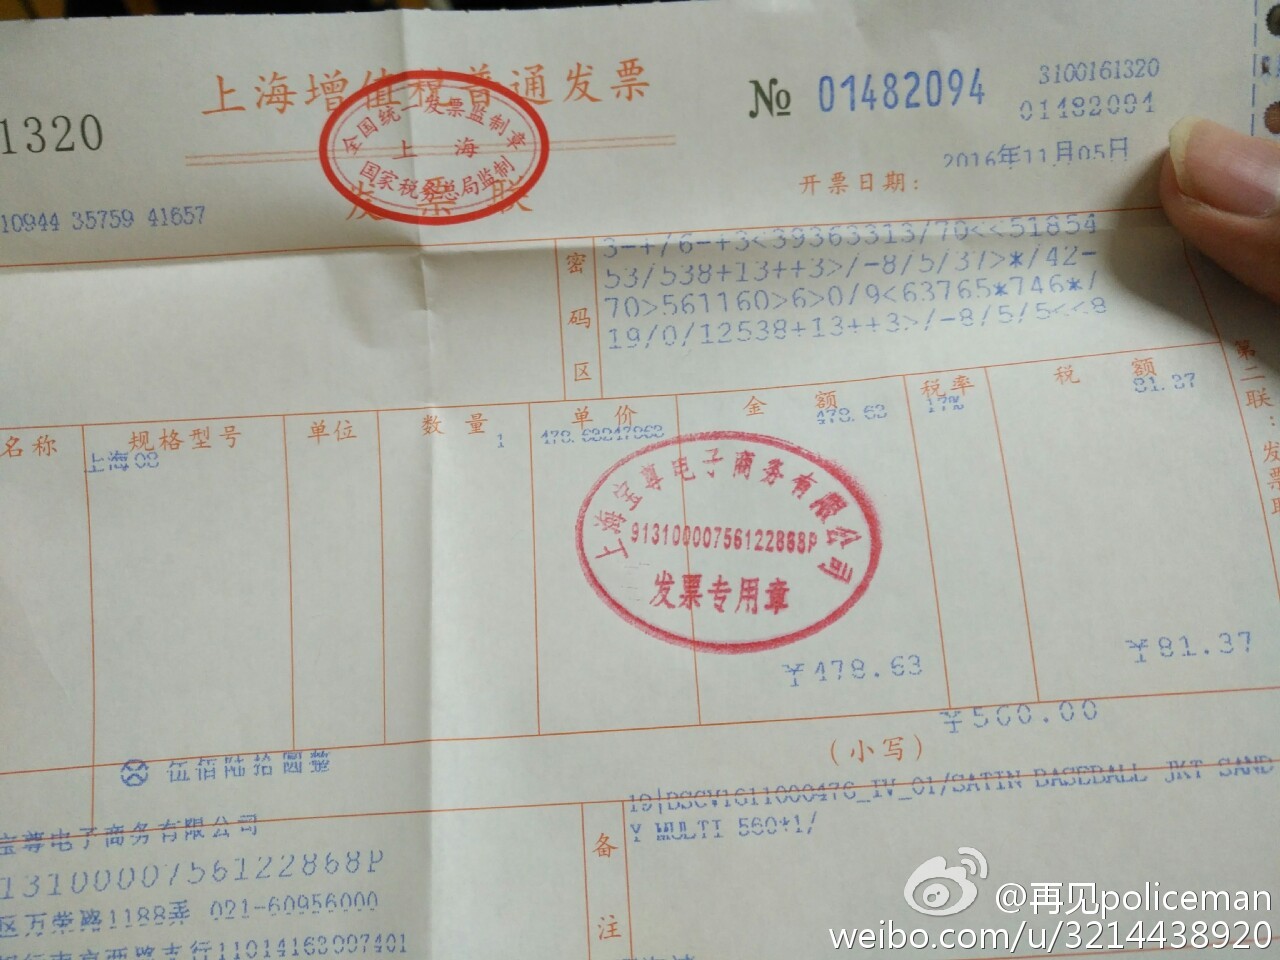 上海增值税普通发票
发票联
全国统一发票监制章
上海
国家税务总局监制
1320
№ 01482094
3100161320
01482094
2016年11月05日
开票日期:
10944 35759 41657
密码区
3-+/6-+3<39363313/70<<51854
53/538+13++3>/-8/5/37>*/42-
70>561160>6>0/9<63765*746*/
19/0/12538+13++3>/-8/5/5<<8
名称 规格型号 单位 数量 单价 金额 税率 税额
1 478.63 17% 81.37
上海宝尊电子商务有限公司
91310000756122868P
发票专用章
¥478.63 ¥81.37
伍佰陆拾圆整
(小写) ¥560.00
宝尊电子商务有限公司
1310000756122868P
区万荣路1188弄 021-60956000
银行南京西路支行11014163907401
备注
19|BSCV1611000476_IV_01/SATIN BASEBALL JKT SAND
Y MULTI 560*1/
第二联:发票联
@再见policeman
weibo.com/u/3214438920